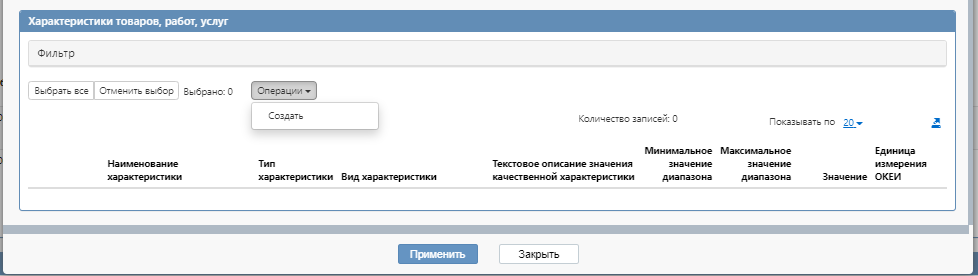 Характеристики товаров, работ, услуг
Фильтр
Выбрать все Отменить выбор Выбрано: 0 Операции
Создать
Количество записей: 0 Показывать по 20
Наименование характеристики
Тип характеристики
Вид характеристики
Текстовое описание значения качественной характеристики
Минимальное значение диапазона
Максимальное значение диапазона
Значение
Единица измерения ОКЕИ
Применить Закрыть